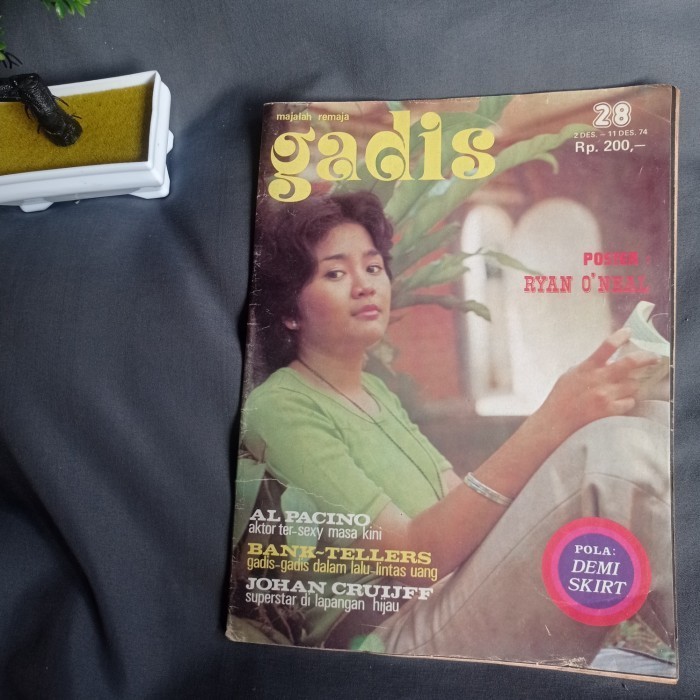 majalah remaja
gadis
28
2 DES. - 11 DES. 74
Rp. 200,-
POSTER :
RYAN O'NEAL
AL PACINO
aktor ter-sexy masa kini
BANK-TELLERS
gadis-gadis dalam lalu-lintas uang
JOHAN CRUIJFF
superstar di lapangan hijau
POLA:
DEMI
SKIRT